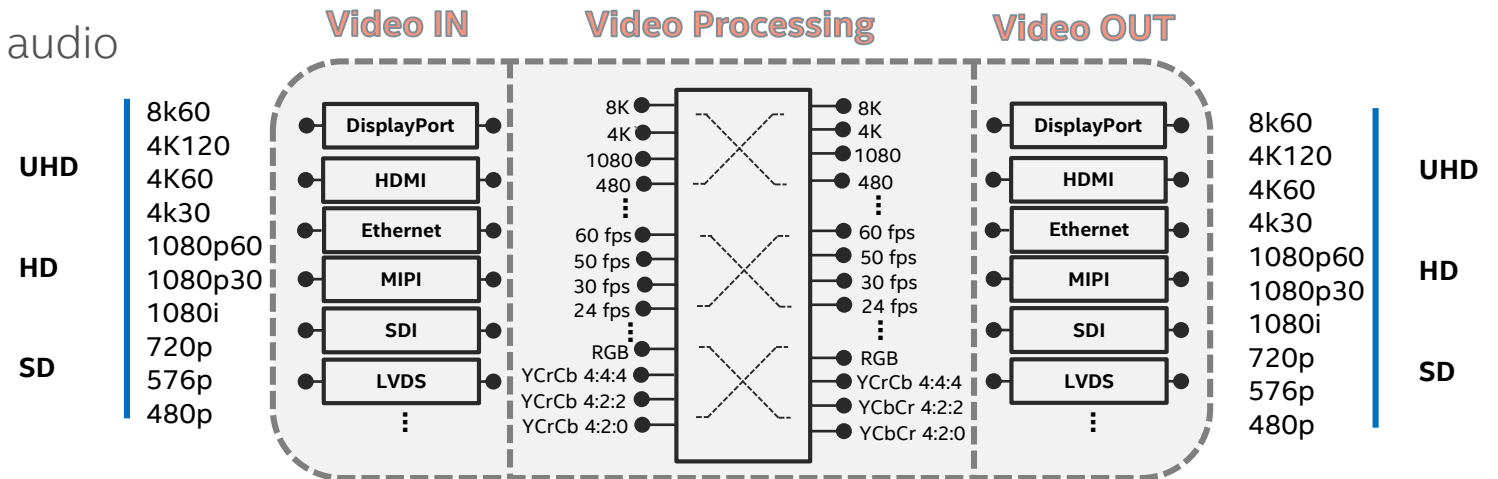 audio
Video IN
Video Processing
Video OUT
UHD
HD
SD
8k60
4K120
4K60
4k30
1080p60
1080p30
1080i
720p
576p
480p
DisplayPort
HDMI
Ethernet
MIPI
SDI
LVDS
8K
4K
1080
480
60 fps
50 fps
30 fps
24 fps
RGB
YCrCb 4:4:4
YCrCb 4:2:2
YCrCb 4:2:0
8K
4K
1080
480
60 fps
50 fps
30 fps
24 fps
RGB
YCrCb 4:4:4
YCbCr 4:2:2
YCbCr 4:2:0
DisplayPort
HDMI
Ethernet
MIPI
SDI
LVDS
8k60
4K120
4K60
4k30
1080p60
1080p30
1080i
720p
576p
480p
UHD
HD
SD